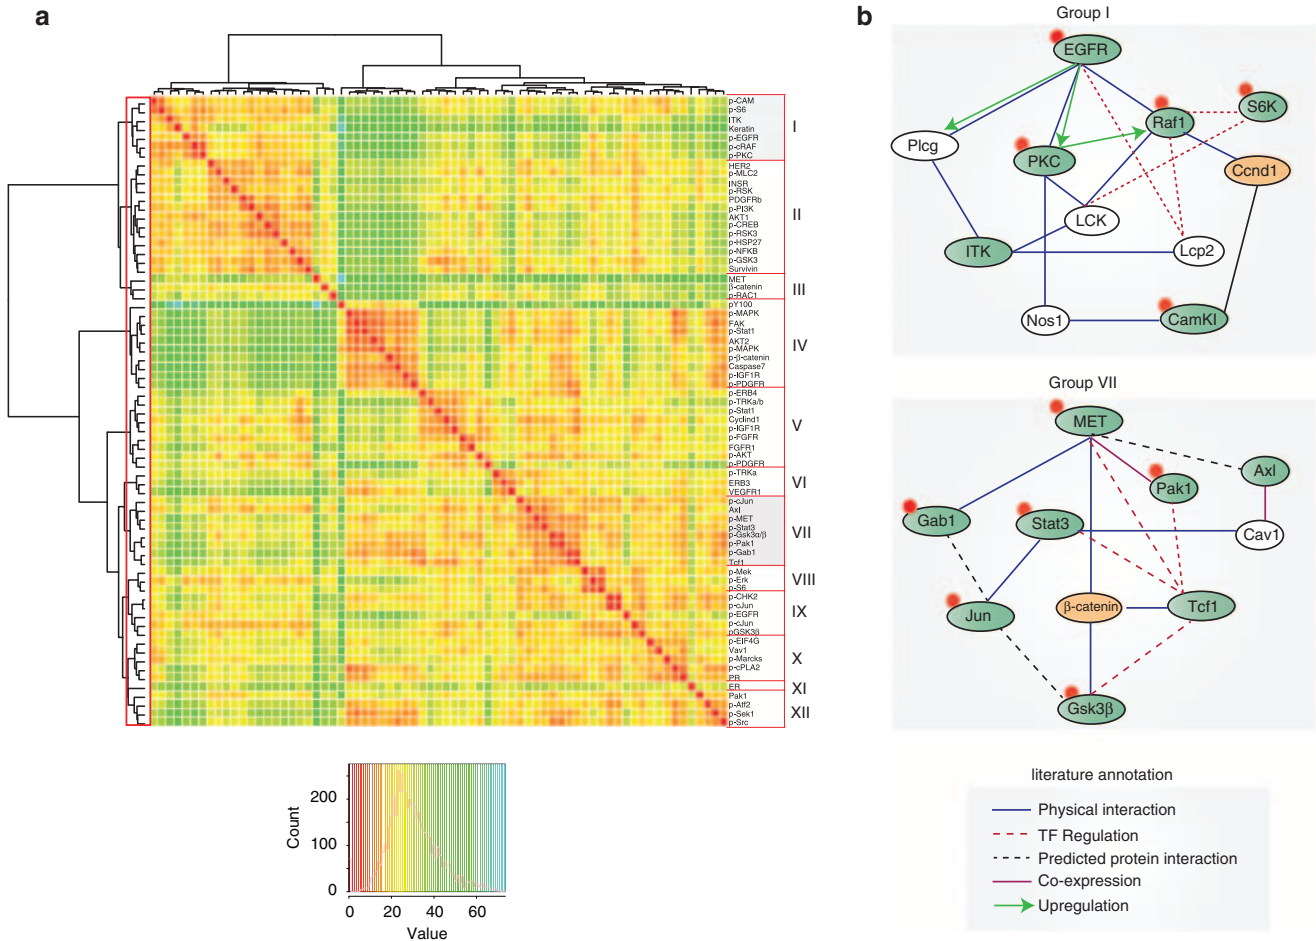 a
p-CAM
p-S6
ITK
Keratin
p-EGFR
p-cRAF
p-PKC
I
HER2
p-MLC2
INSR
p-RSK
PDGFRb
p-PI3K
AKT1
p-CREB
p-RSK3
p-HSP27
p-NFKB
p-GSK3
Survivin
II
MET
β-catenin
p-RAC1
III
pY100
p-MAPK
FAK
p-Stat1
AKT2
p-MAPK
p-β-catenin
Caspase7
p-IGF1R
p-PDGFR
IV
p-ERB4
p-TRKa/b
p-Stat1
Cyclind1
p-IGF1R
p-FGFR
FGFR1
p-AKT
p-PDGFR
V
p-TRKa
ERB3
VEGFR1
VI
p-cJun
Axl
p-MET
p-Stat3
p-Gsk3α/β
p-Pak1
p-Gab1
Tcf1
VII
p-Mek
p-Erk
p-S6
VIII
p-CHK2
p-cJun
p-EGFR
p-cJun
pGSK3β
IX
p-EIF4G
Vav1
p-Marcks
p-cPLA2
PR
X
ER
XI
Pak1
p-Atf2
p-Sek1
p-Src
XII
Count
200
100
0
0 20 40 60
Value
b
Group I
EGFR
S6K
Raf1
Plcg
PKC
Ccnd1
LCK
ITK
Lcp2
Nos1
CamKI
Group VII
MET
Axl
Pak1
Gab1
Stat3
Cav1
β-catenin
Tcf1
Jun
Gsk3β
literature annotation
Physical interaction
TF Regulation
Predicted protein interaction
Co-expression
Upregulation